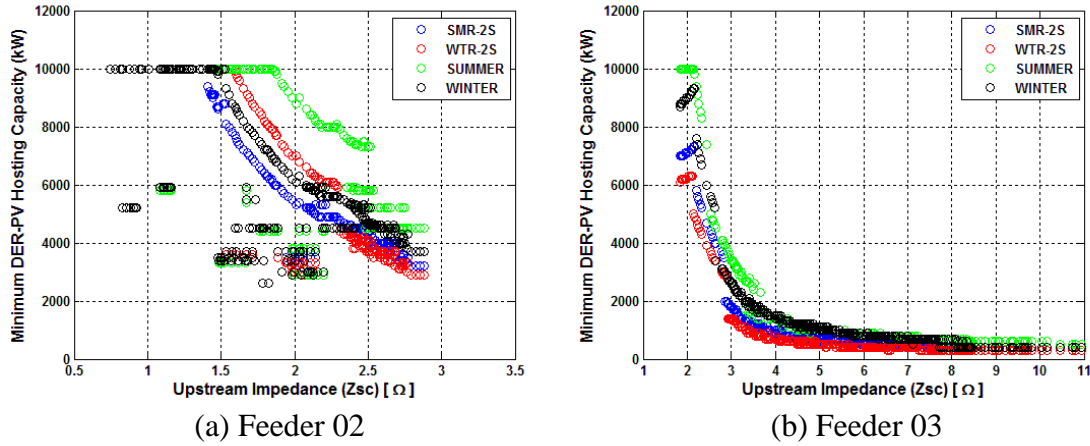 Minimum DER-PV Hosting Capacity (kW)
12000
10000
8000
6000
4000
2000
0
0.5 1 1.5 2 2.5 3 3.5
Upstream Impedance (Zsc) [ Ω ]
SMR-2S
WTR-2S
SUMMER
WINTER
(a) Feeder 02
Minimum DER-PV Hosting Capacity (kW)
12000
10000
8000
6000
4000
2000
0
1 2 3 4 5 6 7 8 9 10 11
Upstream Impedance (Zsc) [ Ω ]
SMR-2S
WTR-2S
SUMMER
WINTER
(b) Feeder 03